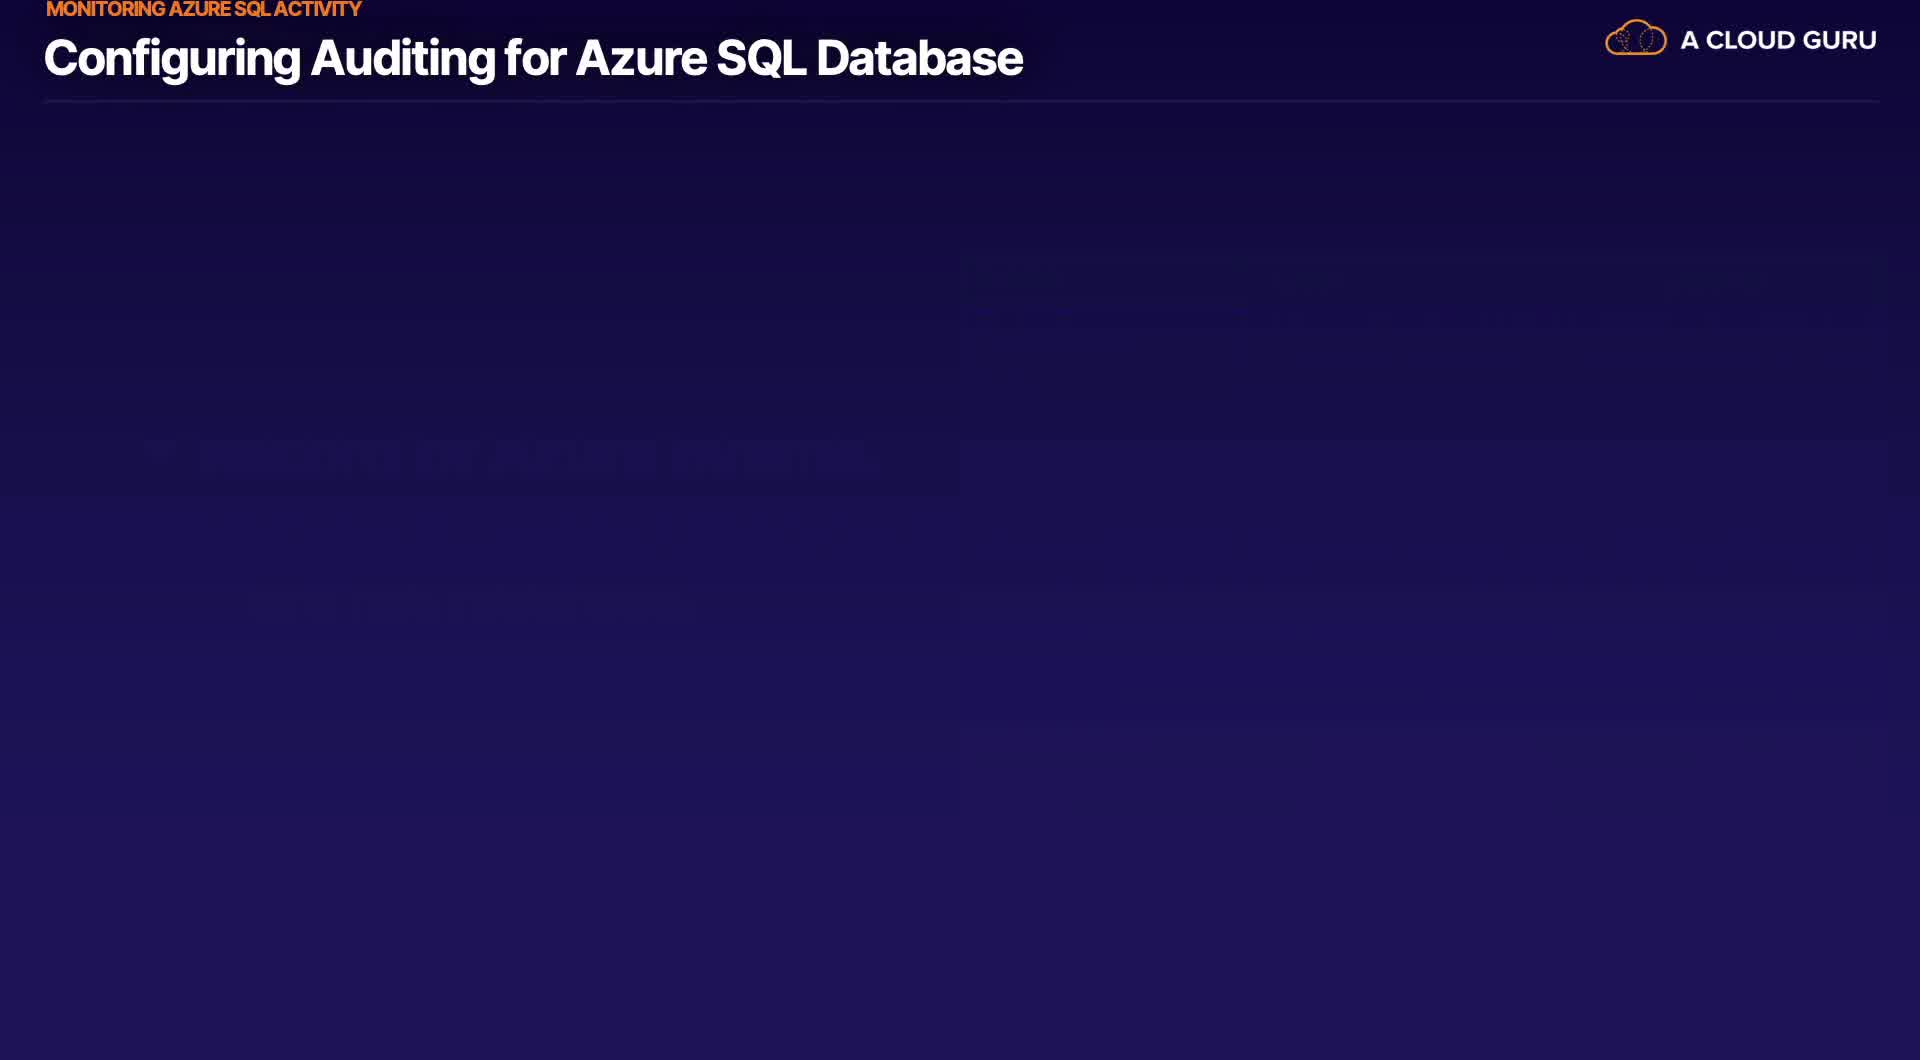 MONITORING AZURE SQL ACTIVITY
Configuring Auditing for Azure SQL Database
A CLOUD GURU